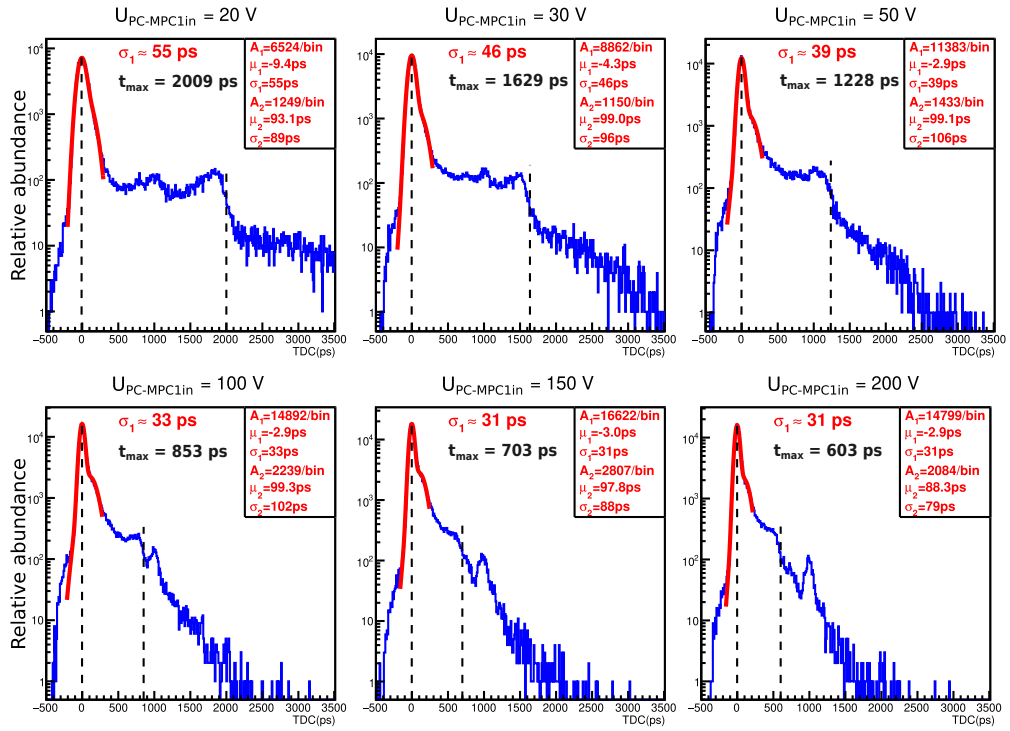 U_PC-MPC1in = 20 V
σ1≈ 55 ps
t_max = 2009 ps
A1=6524/bin
μ1=-9.4ps
σ1=55ps
A2=1249/bin
μ2=93.1ps
σ2=89ps
Relative abundance
10^4
10^3
10^2
10
1
−500 0 500 1000 1500 2000 2500 3000 3500
TDC(ps)
U_PC-MPC1in = 30 V
σ1≈ 46 ps
t_max = 1629 ps
A1=8862/bin
μ1=-4.3ps
σ1=46ps
A2=1150/bin
μ2=99.0ps
σ2=96ps
10^4
10^3
10^2
10
1
−500 0 500 1000 1500 2000 2500 3000 3500
TDC(ps)
U_PC-MPC1in = 50 V
σ1≈ 39 ps
t_max = 1228 ps
A1=11383/bin
μ1=-2.9ps
σ1=39ps
A2=1433/bin
μ2=99.1ps
σ2=106ps
10^4
10^3
10^2
10
1
−500 0 500 1000 1500 2000 2500 3000 3500
TDC(ps)
U_PC-MPC1in = 100 V
σ1≈ 33 ps
t_max = 853 ps
A1=14892/bin
μ1=-2.9ps
σ1=33ps
A2=2239/bin
μ2=99.3ps
σ2=102ps
Relative abundance
10^4
10^3
10^2
10
1
−500 0 500 1000 1500 2000 2500 3000 3500
TDC(ps)
U_PC-MPC1in = 150 V
σ1≈ 31 ps
t_max = 703 ps
A1=16622/bin
μ1=-3.0ps
σ1=31ps
A2=2807/bin
μ2=97.8ps
σ2=88ps
10^4
10^3
10^2
10
1
−500 0 500 1000 1500 2000 2500 3000 3500
TDC(ps)
U_PC-MPC1in = 200 V
σ1≈ 31 ps
t_max = 603 ps
A1=14799/bin
μ1=-2.9ps
σ1=31ps
A2=2084/bin
μ2=88.3ps
σ2=79ps
10^4
10^3
10^2
10
1
−500 0 500 1000 1500 2000 2500 3000 3500
TDC(ps)